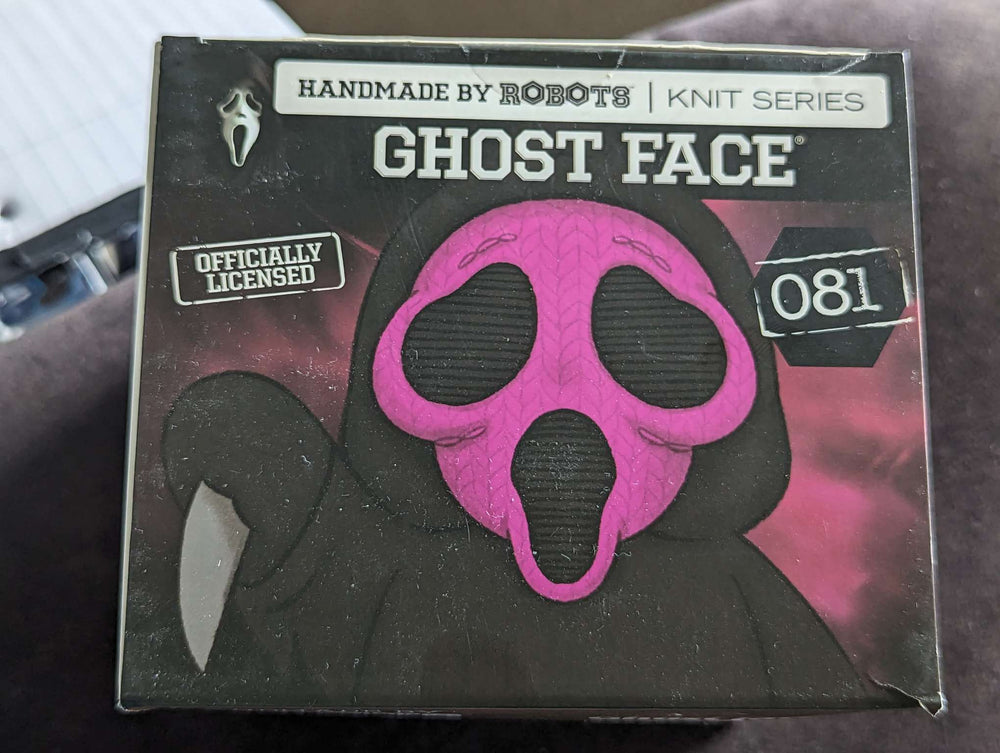 HANDMADE BY ROBOTS | KNIT SERIES
GHOST FACE®
OFFICIALLY
LICENSED
081